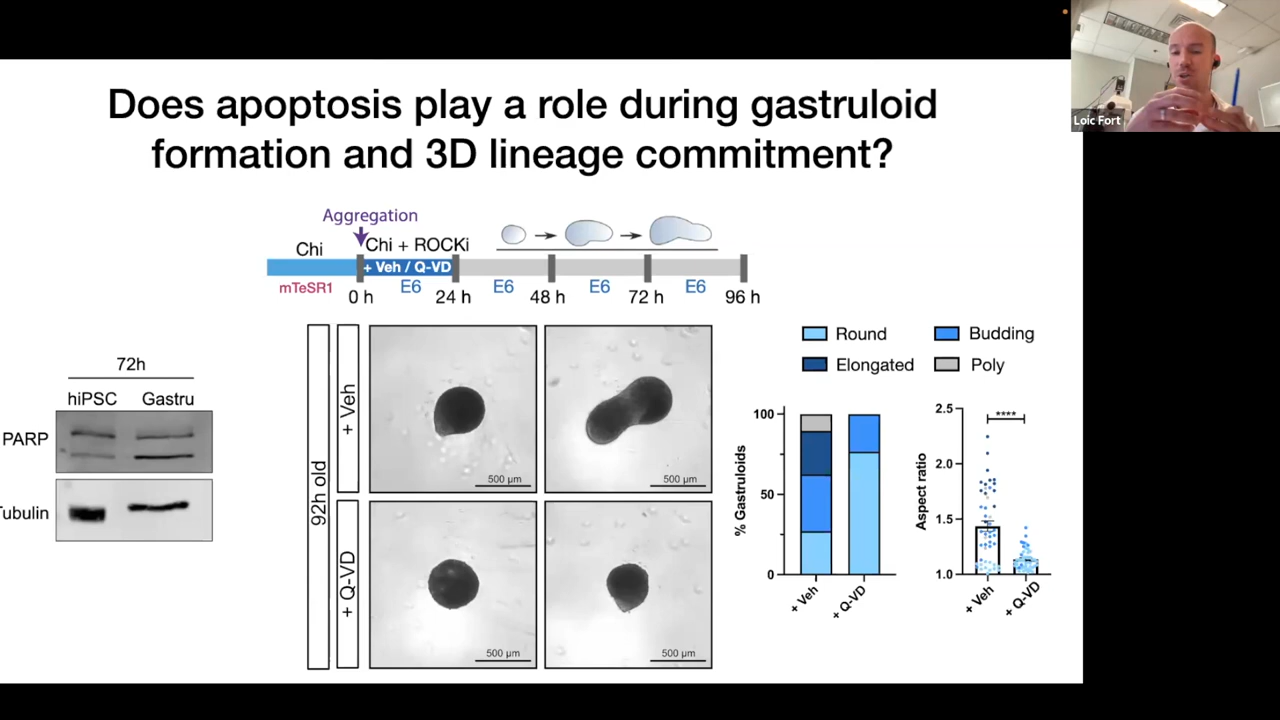 Loic Fort
Does apoptosis play a role during gastruloid
formation and 3D lineage commitment?
Aggregation
Chi
Chi + ROCKi
+ Veh / Q-VD
mTeSR1
E6
E6
E6
E6
0 h
24 h
48 h
72 h
96 h
72h
hiPSC
Gastru
PARP
Tubulin
92h old
+ Veh
+ Q-VD
500 µm
500 µm
500 µm
500 µm
Round
Budding
Elongated
Poly
% Gastruloids
100
50
0
+ Veh
+ Q-VD
Aspect ratio
2.5
2.0
1.5
1.0
****
+ Veh
+ Q-VD